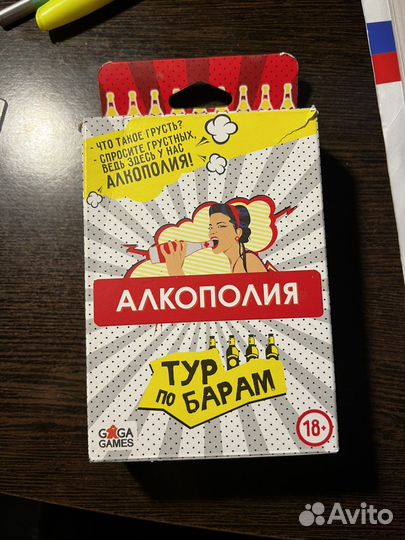 - ЧТО ТАКОЕ ГРУСТЬ?
- СПРОСИТЕ ГРУСТНЫХ,
ВЕДЬ ЗДЕСЬ У НАС
АЛКОПОЛИЯ!
АЛКОПОЛИЯ
ТУР
ПО БАРАМ
GAGA
GAMES
18+
Avito